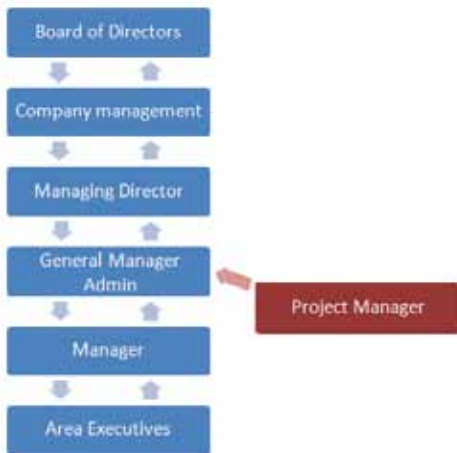 Board of Directors
Company management
Managing Director
General Manager
Admin
Project Manager
Manager
Area Executives